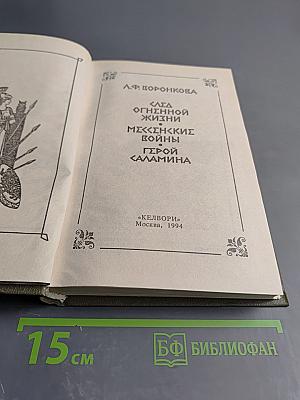 Л.Ф. ВОРОНКОВА
СЛЕД
ОГНЕННОЙ
ЖИЗНИ
•
МЕССЕНСКИЕ
ВОЙНЫ
•
ГЕРОЙ
САЛАМИНА
«КЕЛВОРИ»
Москва, 1994
15 см
БФ БИБЛИОФАН